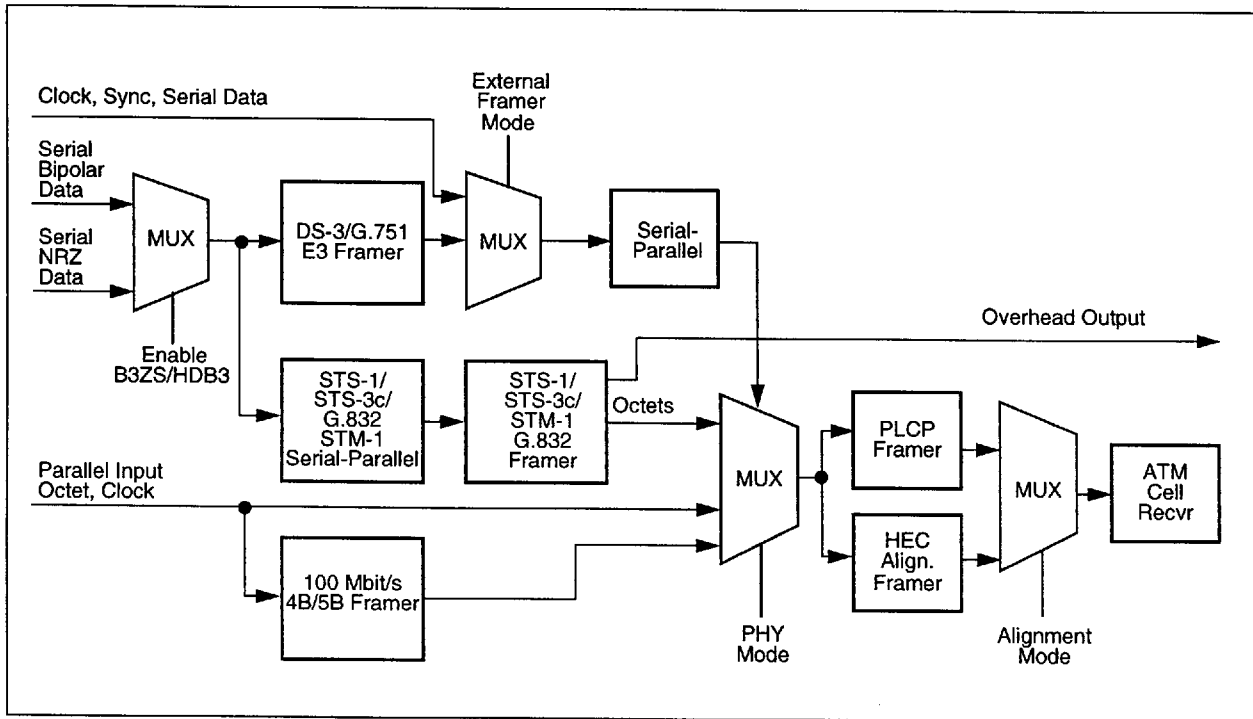 Clock, Sync, Serial Data
External
Framer
Mode
Serial
Bipolar
Data
Serial
NRZ
Data
MUX
DS-3/G.751
E3 Framer
MUX
Serial-
Parallel
Enable
B3ZS/HDB3
Overhead Output
STS-1/
STS-3c/
G.832
STM-1
Serial-Parallel
STS-1/
STS-3c/
STM-1
G.832
Framer
Octets
MUX
PLCP
Framer
MUX
ATM
Cell
Recvr
Parallel Input
Octet, Clock
HEC
Align.
Framer
100 Mbit/s
4B/5B Framer
PHY
Mode
Alignment
Mode